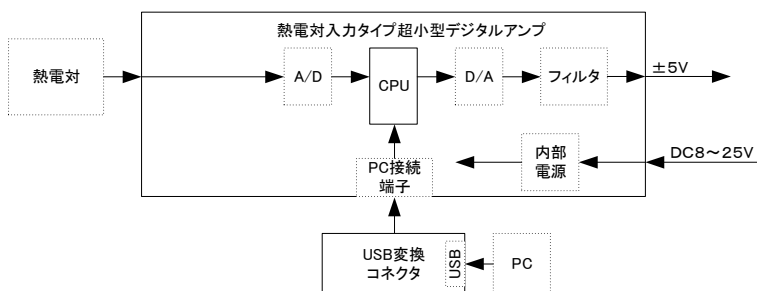 熱電対入力タイプ超小型デジタルアンプ
熱電対
A/D
CPU
D/A
フィルタ
±5V
PC接続
端子
内部
電源
DC8～25V
USB変換
コネクタ
USB
PC